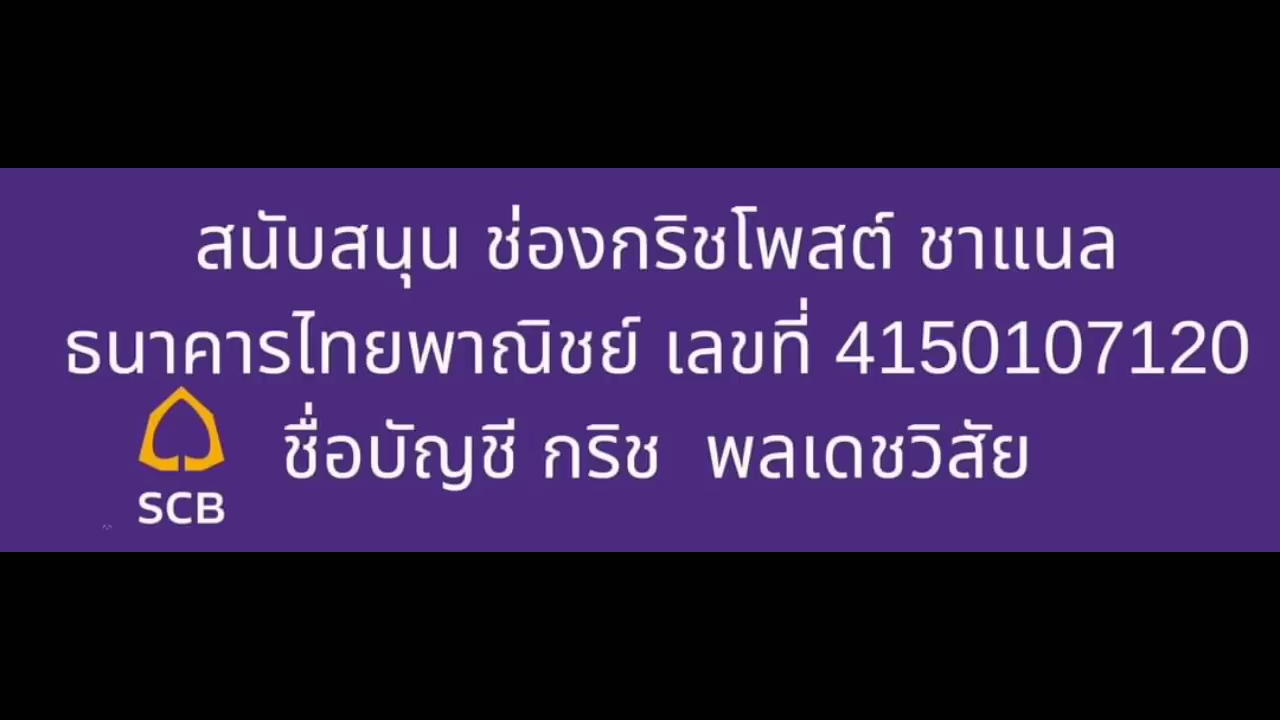 สนับสนุน ช่องกริชโพสต์ ชาแนล
ธนาคารไทยพาณิชย์ เลขที่ 4150107120
ชื่อบัญชี กริช พลเดชวิสัย
SCB